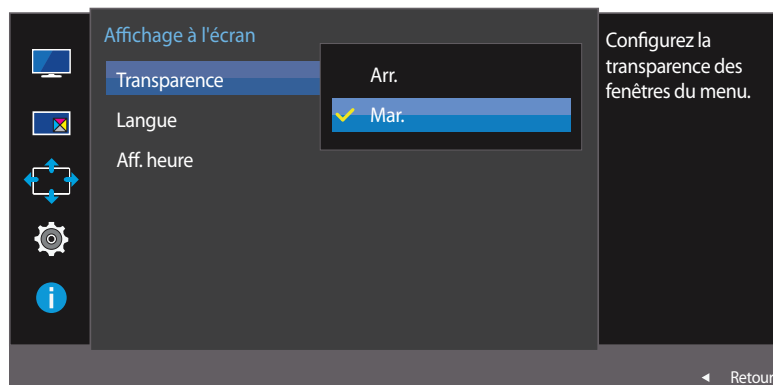 Affichage à l'écran
Transparence
Langue
Aff. heure
Arr.
Mar.
Configurez la
transparence des
fenêtres du menu.
Retour